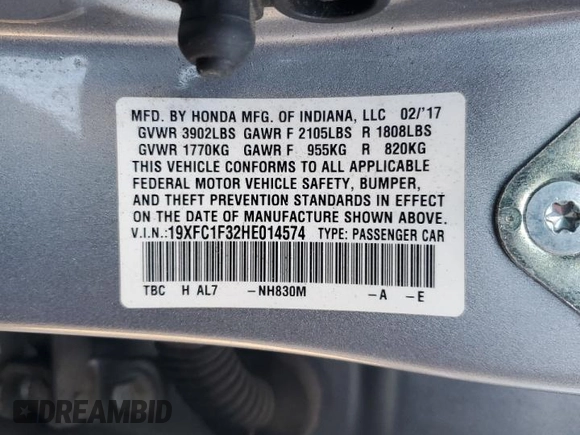 MFD. BY HONDA MFG. OF INDIANA, LLC 02/'17
GVWR 3902LBS GAWR F 2105LBS R 1808LBS
GVWR 1770KG GAWR F 955KG R 820KG
THIS VEHICLE CONFORMS TO ALL APPLICABLE
FEDERAL MOTOR VEHICLE SAFETY, BUMPER,
AND THEFT PREVENTION STANDARDS IN EFFECT
ON THE DATE OF MANUFACTURE SHOWN ABOVE.
V.I.N.:19XFC1F32HE014574 TYPE: PASSENGER CAR
TBC H AL7 -NH830M -A -E
DREAMBID